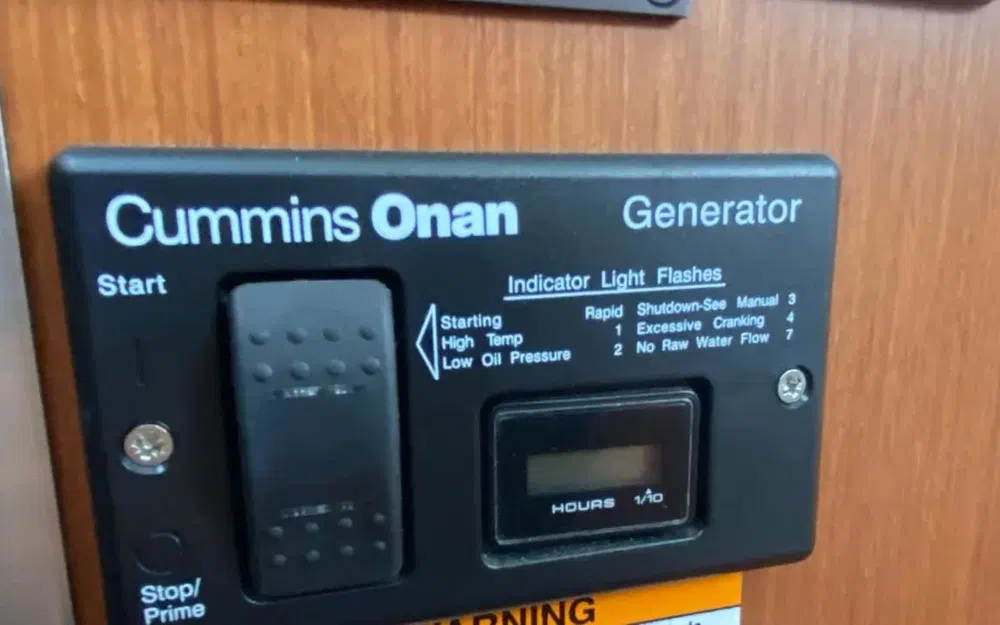 Cummins Onan Generator
Start
Indicator Light Flashes
Starting Rapid Shutdown-See Manual 3
High Temp 1 Excessive Cranking 4
Low Oil Pressure 2 No Raw Water Flow 7
HOURS 1/10
Stop/
Prime
WARNING